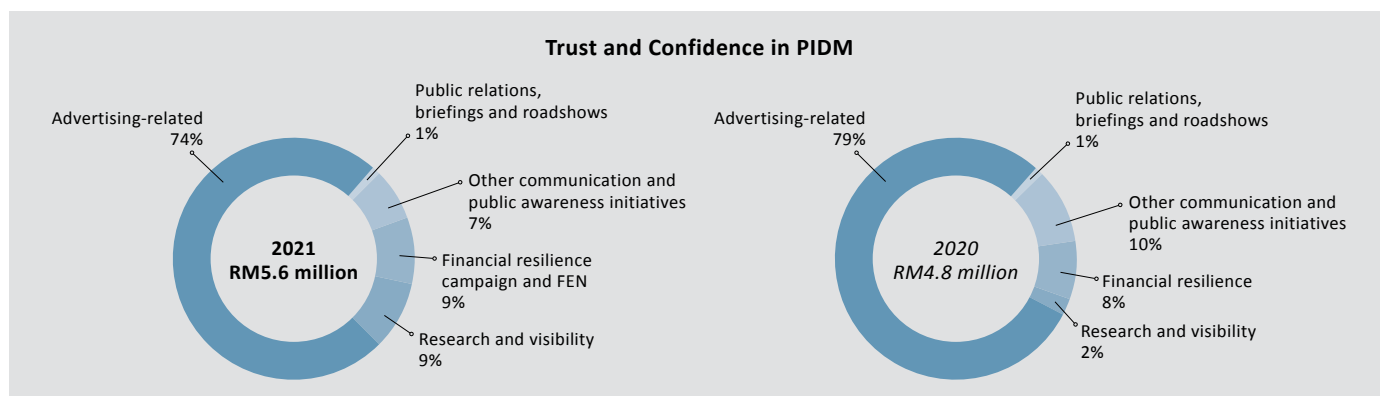 Trust and Confidence in PIDM
Advertising-related
74%
Public relations,
briefings and roadshows
1%
Other communication and
public awareness initiatives
7%
Financial resilience
campaign and FEN
9%
Research and visibility
9%
2021
RM5.6 million
Advertising-related
79%
Public relations,
briefings and roadshows
1%
Other communication and
public awareness initiatives
10%
Financial resilience
8%
Research and visibility
2%
2020
RM4.8 million